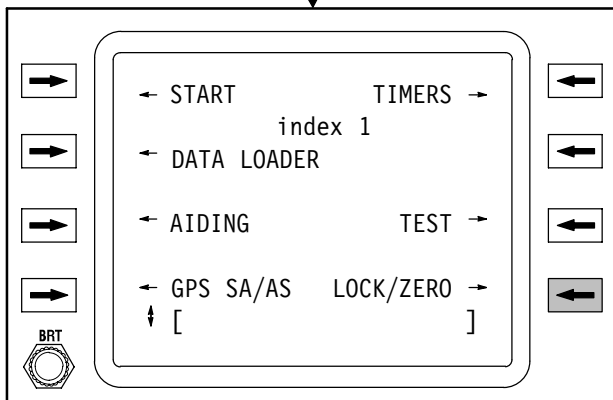 ← START TIMERS →
index 1
← DATA LOADER
← AIDING TEST →
← GPS SA/AS LOCK/ZERO →
[ ]
BRT